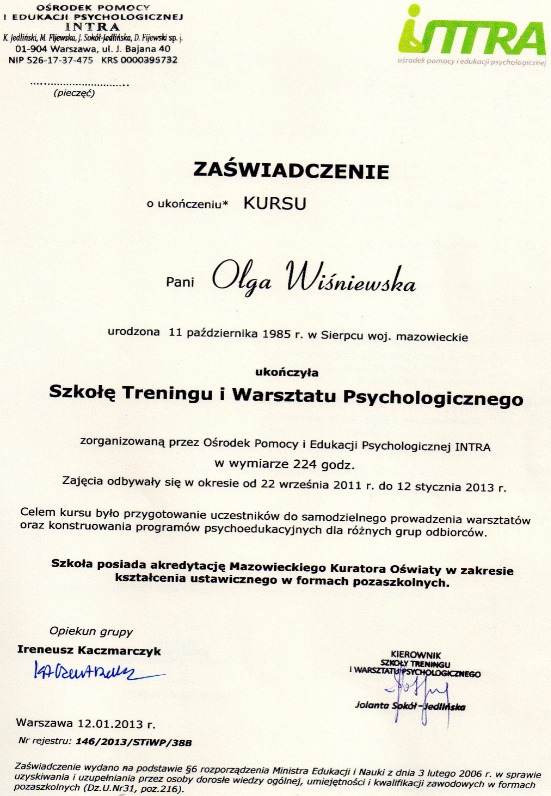 OŚRODEK POMOCY
I EDUKACJI PSYCHOLOGICZNEJ
INTRA
K. Jedliński, M. Fijewska, J. Sokół-Jedlińska, D. Fijewski sp. j.
01-904 Warszawa, ul. J. Bajana 40
NIP 526-17-37-475 KRS 0000395732
(pieczęć)
INTRA
ośrodek pomocy i edukacji psychologicznej
ZAŚWIADCZENIE
o ukończeniu* KURSU
Pani Olga Wiśniewska
urodzona 11 października 1985 r. w Sierpcu woj. mazowieckie
ukończyła
Szkołę Treningu i Warsztatu Psychologicznego
zorganizowaną przez Ośrodek Pomocy i Edukacji Psychologicznej INTRA
w wymiarze 224 godz.
Zajęcia odbywały się w okresie od 22 września 2011 r. do 12 stycznia 2013 r.
Celem kursu było przygotowanie uczestników do samodzielnego prowadzenia warsztatów
oraz konstruowania programów psychoedukacyjnych dla różnych grup odbiorców.
Szkoła posiada akredytację Mazowieckiego Kuratora Oświaty w zakresie
kształcenia ustawicznego w formach pozaszkolnych.
Opiekun grupy
Ireneusz Kaczmarczyk
KIEROWNIK
SZKOŁY TRENINGU
I WARSZTATU PSYCHOLOGICZNEGO
Jolanta Sokół-Jedlińska
Warszawa 12.01.2013 r.
Nr rejestru: 146/2013/STiWP/38B
Zaświadczenie wydano na podstawie §6 rozporządzenia Ministra Edukacji i Nauki z dnia 3 lutego 2006 r. w sprawie
uzyskiwania i uzupełniania przez osoby dorosłe wiedzy ogólnej, umiejętności i kwalifikacji zawodowych w formach
pozaszkolnych (Dz.U.Nr31, poz.216).